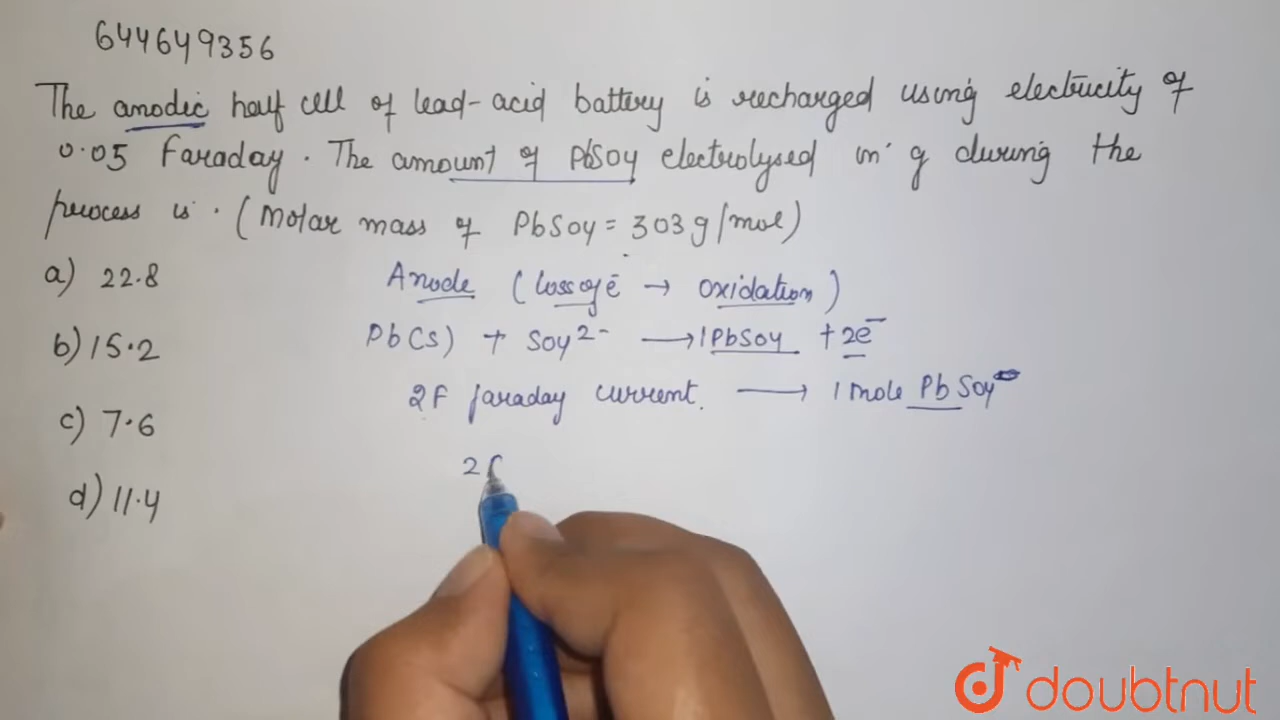 644649356
The anodic half cell of lead-acid battery is recharged using electricity of
0.05 Faraday. The amount of PbSO4 electrolysed in g during the
process is. (Molar mass of PbSO4 = 303 g/mol)
a) 22.8
Anode (loss of e̅ → oxidation)
b) 15.2
Pb(s) + SO4²⁻ → 1PbSO4 + 2e⁻
2F faraday current. → 1 mole PbSO4
c) 7.6
2
d) 11.4
doubtnut